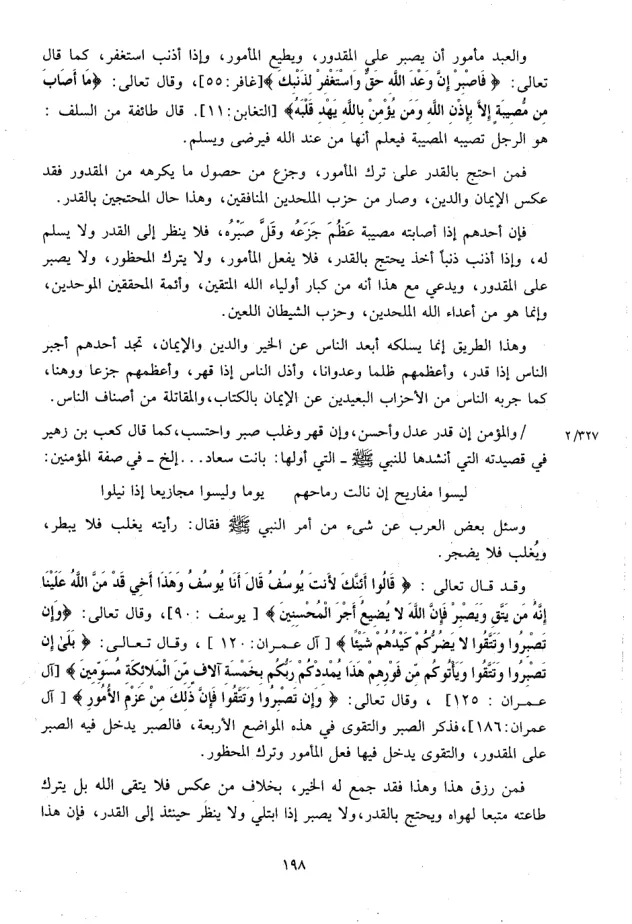 والعبد مأمور أن يصبر على المقدور، ويطيع المأمور، وإذا أذنب استغفر، كما قال
تعالى: ﴿ فَاصْبِرْ إِنَّ وَعْدَ اللَّهِ حَقٌّ وَاسْتَغْفِرْ لِذَنْبِكَ ﴾[غافر:٥٥]، وقال تعالى: ﴿مَا أَصَابَ
مِن مُّصِيبَةٍ إِلاَّ بِإِذْنِ اللَّهِ وَمَن يُؤْمِنْ بِاللَّهِ يَهْدِ قَلْبَهُ﴾ [التغابن:١١]. قال طائفة من السلف :
هو الرجل تصيبه المصيبة فيعلم أنها من عند الله فيرضى ويسلم.
فمن احتج بالقدر على ترك المأمور، وجزع من حصول ما يكرهه من المقدور فقد
عكس الإيمان والدين، وصار من حزب الملحدين المنافقين، وهذا حال المحتجين بالقدر.
فإن أحدهم إذا أصابته مصيبة عَظُمَ جَزَعُه وقَلَّ صَبْرُه، فلا ينظر إلى القدر ولا يسلم
له، وإذا أذنب ذنباً أخذ يحتج بالقدر، فلا يفعل المأمور، ولا يترك المحظور، ولا يصبر
على المقدور، ويدعي مع هذا أنه من كبار أولياء الله المتقين، وأئمة المحققين الموحدين،
وإنما هو من أعداء الله الملحدين، وحزب الشيطان اللعين.
وهذا الطريق إنما يسلكه أبعد الناس عن الخير والدين والإيمان، تجد أحدهم أجبر
الناس إذا قدر، وأعظمهم ظلما وعدوانا، وأذل الناس إذا قهر، وأعظمهم جزعا ووهنا،
كما جربه الناس من الأحزاب البعيدين عن الإيمان بالكتاب،والمقاتلة من أصناف الناس.
٢/٣٢٧ / والمؤمن إن قدر عدل وأحسن،وإن قهر وغلب صبر واحتسب،كما قال كعب بن زهير
في قصيدته التي أنشدها للنبي ﷺ ــ التي أولها: بانت سعاد...إلخ ــ في صفة المؤمنين:
ليسوا مفاريح إن نالت رماحهم يوما وليسوا مجازيعا إذا نيلوا
وسئل بعض العرب عن شىء من أمر النبي ﷺ فقال: رأيته يغلب فلا يبطر،
ويُغلب فلا يضجر.
وقد قال تعالى : ﴿ قَالُوا أَئِنَّكَ لأَنتَ يُوسُفُ قَالَ أَنَا يُوسُفُ وَهَذَا أَخِي قَدْ مَنَّ اللَّهُ عَلَيْنَا
إِنَّهُ مَن يَتَّقِ وَيَصْبِرْ فَإِنَّ اللَّهَ لا يُضِيعُ أَجْرَ الْمُحْسِنِينَ ﴾ [ يوسف :٩٠]، وقال تعالى: ﴿وَإِن
تَصْبِرُوا وَتَتَّقُوا لا يَضُرُّكُمْ كَيْدُهُمْ شَيْئًا ﴾ [ آل عمران: ١٢٠ ] ، وقال تعالى: ﴿ بَلَىٰ إِن
تَصْبِرُوا وَتَتَّقُوا وَيَأْتُوكُم مِّن فَوْرِهِمْ هَذَا يُمْدِدْكُمْ رَبُّكُم بِخَمْسَةِ آلافٍ مِّنَ الْمَلائِكَةِ مُسَوِّمِينَ ﴾ [آل
عمران : ١٢٥] ، وقال تعالى: ﴿ وَإِن تَصْبِرُوا وَتَتَّقُوا فَإِنَّ ذَلِكَ مِنْ عَزْمِ الأُمُورِ ﴾ [ آل
عمران:١٨٦]،فذكر الصبر والتقوى في هذه المواضع الأربعة، فالصبر يدخل فيه الصبر
على المقدور، والتقوى يدخل فيها فعل المأمور وترك المحظور.
فمن رزق هذا وهذا فقد جمع له الخير، بخلاف من عكس فلا يتقى الله بل يترك
طاعته متبعا لهواه ويحتج بالقدر،ولا يصبر إذا ابتلي ولا ينظر حينئذ إلى القدر، فإن هذا
١٩٨